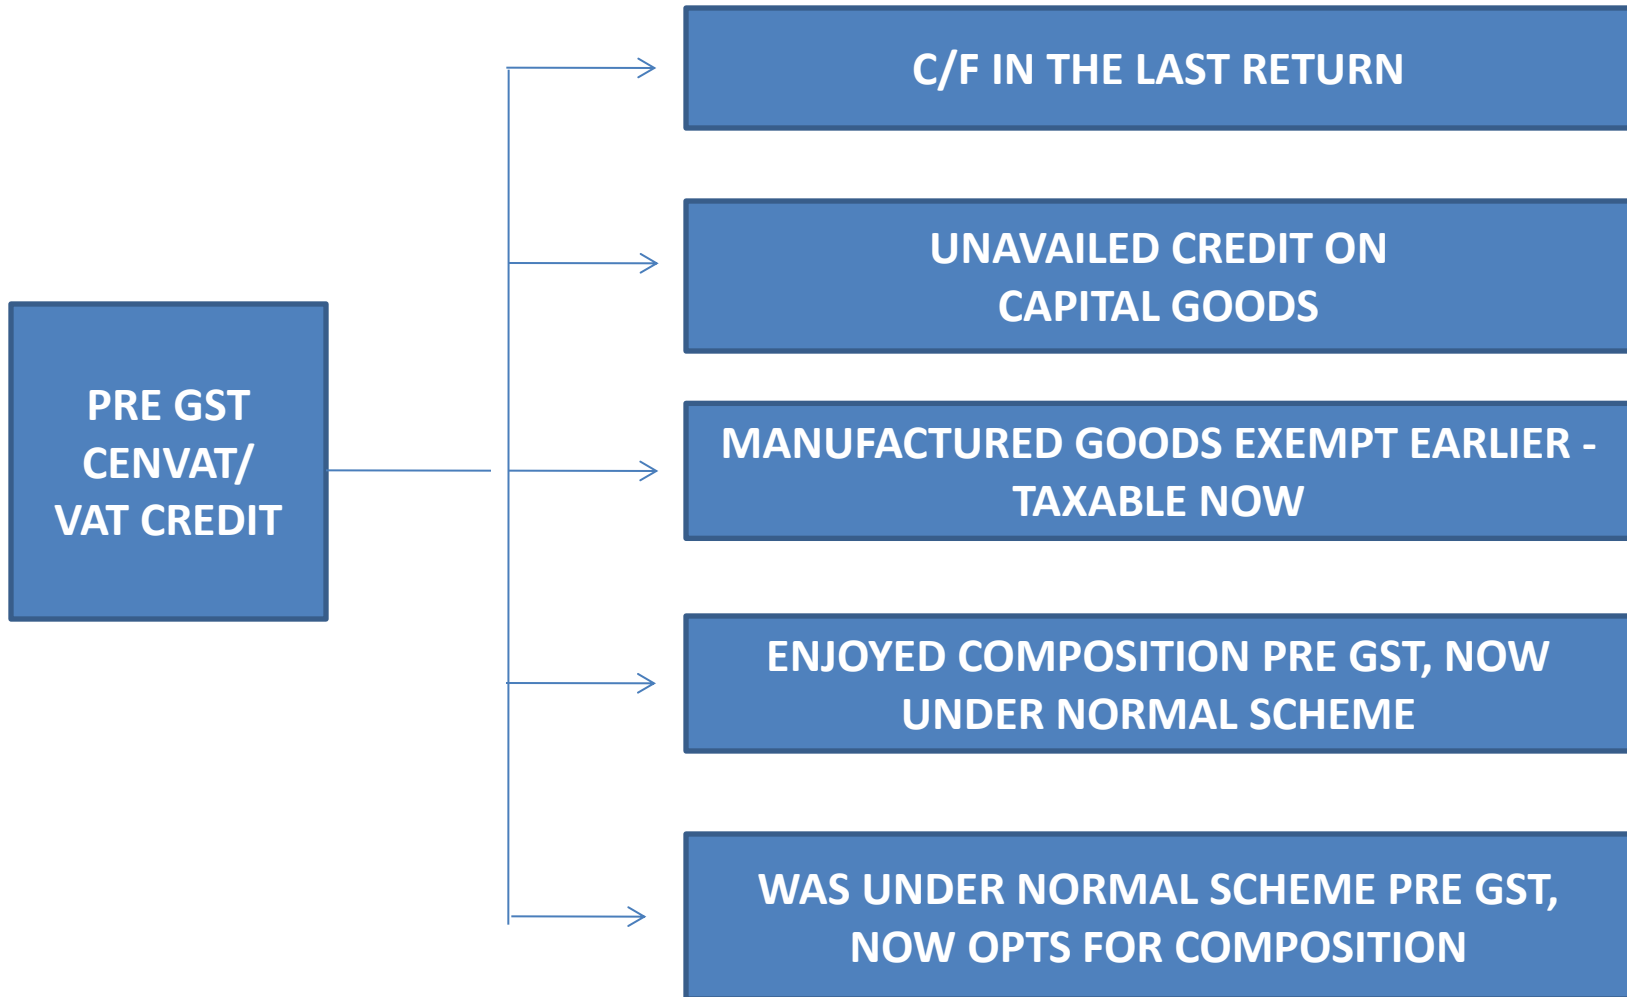 C/F IN THE LAST RETURN
UNAVAILED CREDIT ON
CAPITAL GOODS
PRE GST
CENVAT/
VAT CREDIT
MANUFACTURED GOODS EXEMPT EARLIER -
TAXABLE NOW
ENJOYED COMPOSITION PRE GST, NOW
UNDER NORMAL SCHEME
WAS UNDER NORMAL SCHEME PRE GST,
NOW OPTS FOR COMPOSITION